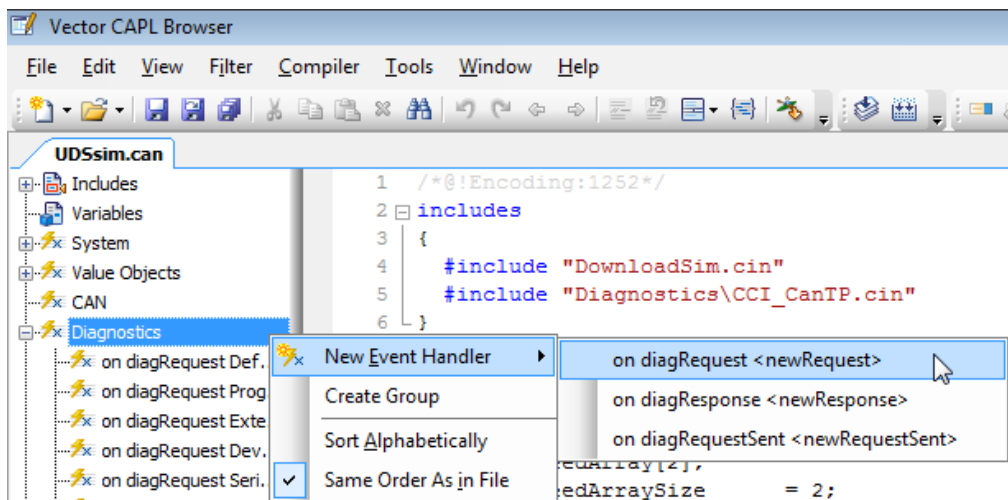 Vector CAPL Browser
File Edit View Filter Compiler Tools Window Help
UDSsim.can
Includes
Variables
System
Value Objects
CAN
Diagnostics
on diagRequest Def...
on diagRequest Prog
on diagRequest Exte
on diagRequest Dev.
on diagRequest Seri.
1 /*@!Encoding:1252*/
2 includes
3 {
4 #include "DownloadSim.cin"
5 #include "Diagnostics\CCI_CanTP.cin"
6 }
New Event Handler
Create Group
Sort Alphabetically
Same Order As in File
on diagRequest <newRequest>
on diagResponse <newResponse>
on diagRequestSent <newRequestSent>
edArray[2];
edArraySize = 2;